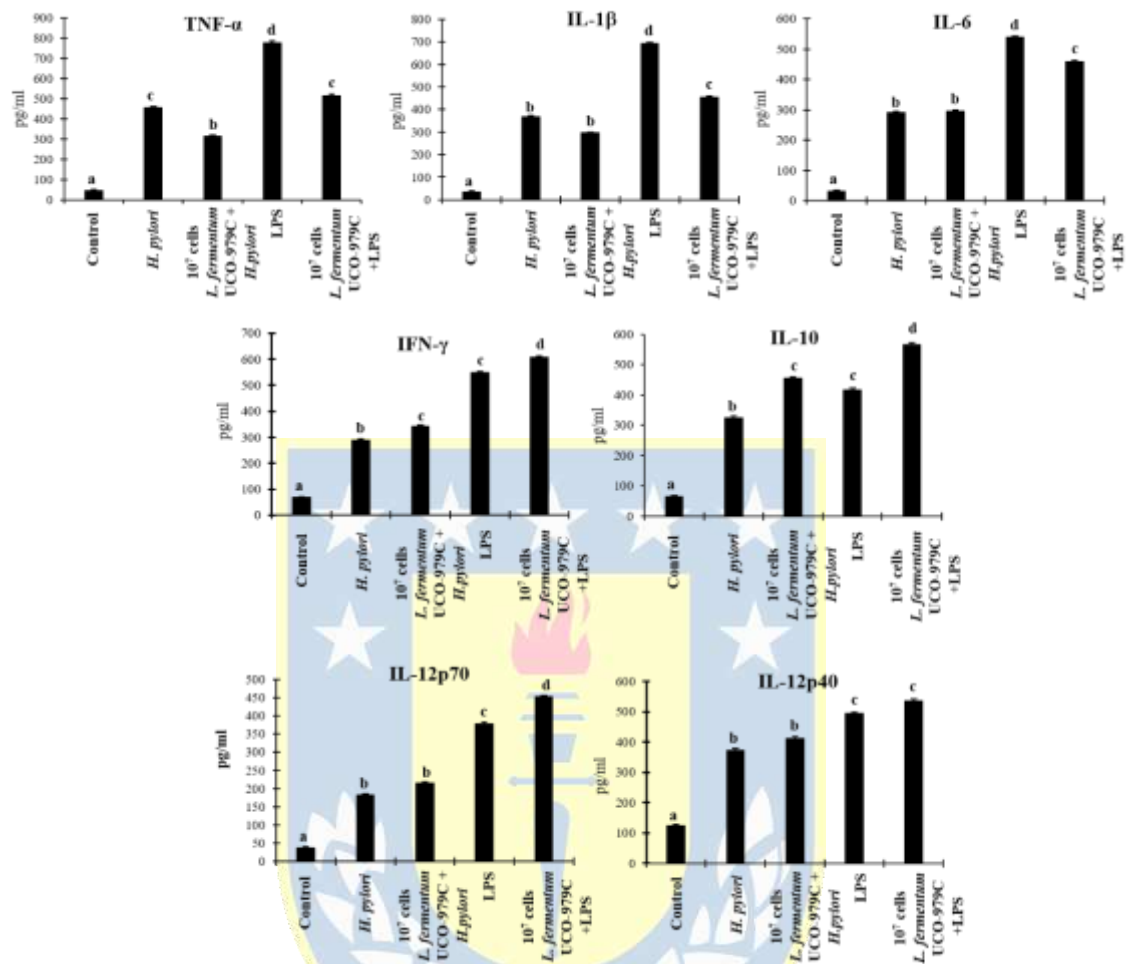 TNF-α
pg/ml
900
800
700
600
500
400
300
200
100
0
a
c
b
d
c
Control
H. pylori
10⁷ cells
L. fermentum
UCO-979C +
H.pylori
LPS
10⁷ cells
L. fermentum
UCO-979C
+LPS
IL-1β
pg/ml
800
700
600
500
400
300
200
100
0
a
b
b
d
c
Control
H. pylori
10⁷ cells
L. fermentum
UCO-979C +
H.pylori
LPS
10⁷ cells
L. fermentum
UCO-979C
+LPS
IL-6
pg/ml
600
500
400
300
200
100
0
a
b
b
d
c
Control
H. pylori
10⁷ cells
L. fermentum
UCO-979C +
H.pylori
LPS
10⁷ cells
L. fermentum
UCO-979C
+LPS
IFN-γ
pg/ml
700
600
500
400
300
200
100
0
a
b
c
c
d
Control
H. pylori
10⁷ cells
L. fermentum
UCO-979C +
H.pylori
LPS
10⁷ cells
L. fermentum
UCO-979C
+LPS
IL-10
pg/ml
600
500
400
300
200
100
0
a
b
c
c
d
Control
H. pylori
10⁷ cells
L. fermentum
UCO-979C +
H.pylori
LPS
10⁷ cells
L. fermentum
UCO-979C
+LPS
IL-12p70
pg/ml
500
450
400
350
300
250
200
150
100
50
0
a
b
b
c
d
Control
H. pylori
10⁷ cells
L. fermentum
UCO-979C +
H.pylori
LPS
10⁷ cells
L. fermentum
UCO-979C
+LPS
IL-12p40
pg/ml
600
500
400
300
200
100
0
a
b
b
c
c
Control
H. pylori
10⁷ cells
L. fermentum
UCO-979C +
H.pylori
LPS
10⁷ cells
L. fermentum
UCO-979C
+LPS